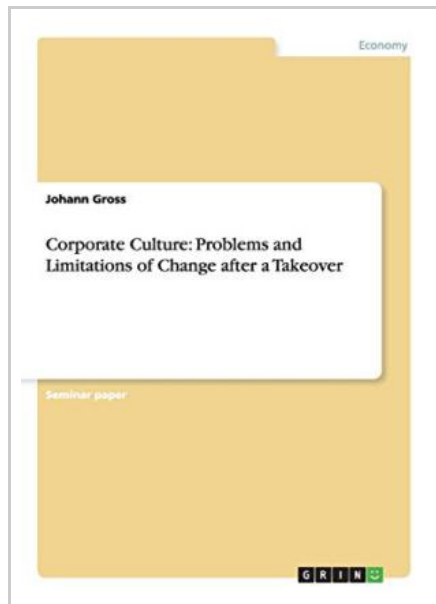 Economy
Johann Gross
Corporate Culture: Problems and
Limitations of Change after a Takeover
Seminar paper
GRIN